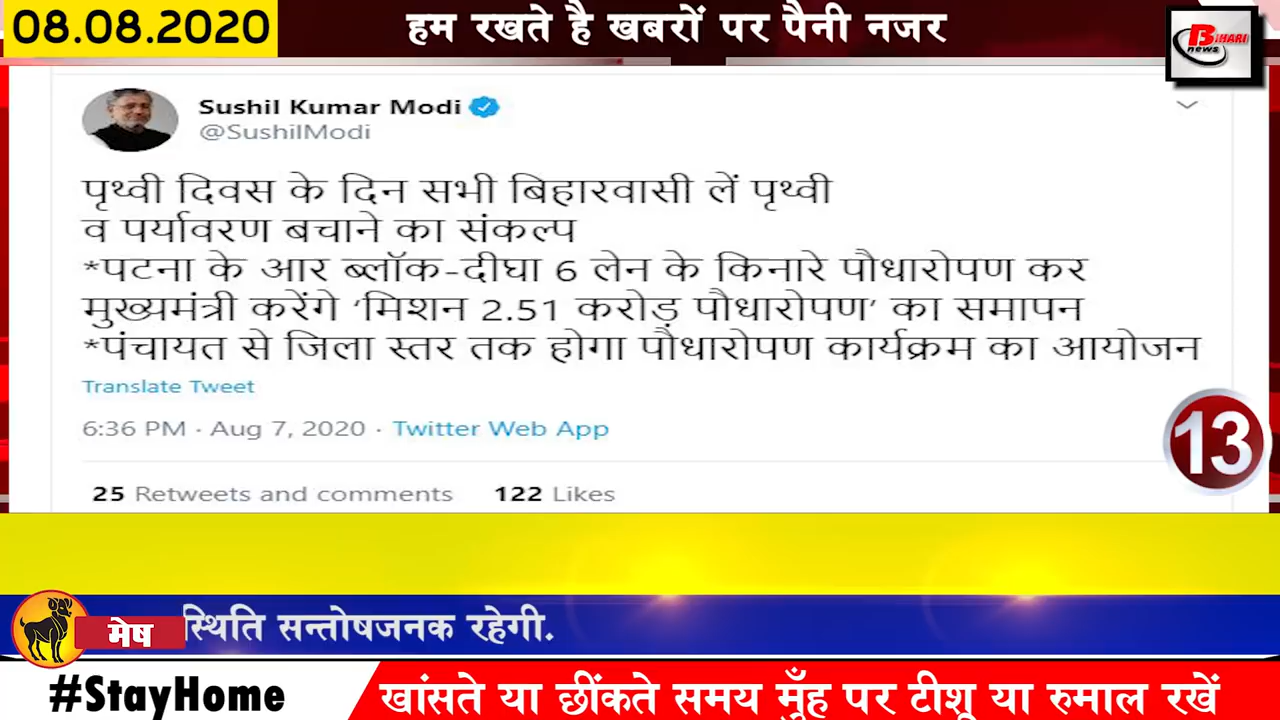 08.08.2020
हम रखते है खबरों पर पैनी नजर
BIHARI
news
Sushil Kumar Modi
@SushilModi
पृथ्वी दिवस के दिन सभी बिहारवासी लें पृथ्वी
व पर्यावरण बचाने का संकल्प
*पटना के आर ब्लॉक-दीघा 6 लेन के किनारे पौधारोपण कर
मुख्यमंत्री करेंगे ‘मिशन 2.51 करोड़ पौधारोपण’ का समापन
*पंचायत से जिला स्तर तक होगा पौधारोपण कार्यक्रम का आयोजन
Translate Tweet
6:36 PM · Aug 7, 2020 · Twitter Web App
13
25 Retweets and comments 122 Likes
मेष स्थिति सन्तोषजनक रहेगी.
#StayHome खांसते या छींकते समय मुँह पर टीशू या रुमाल रखें